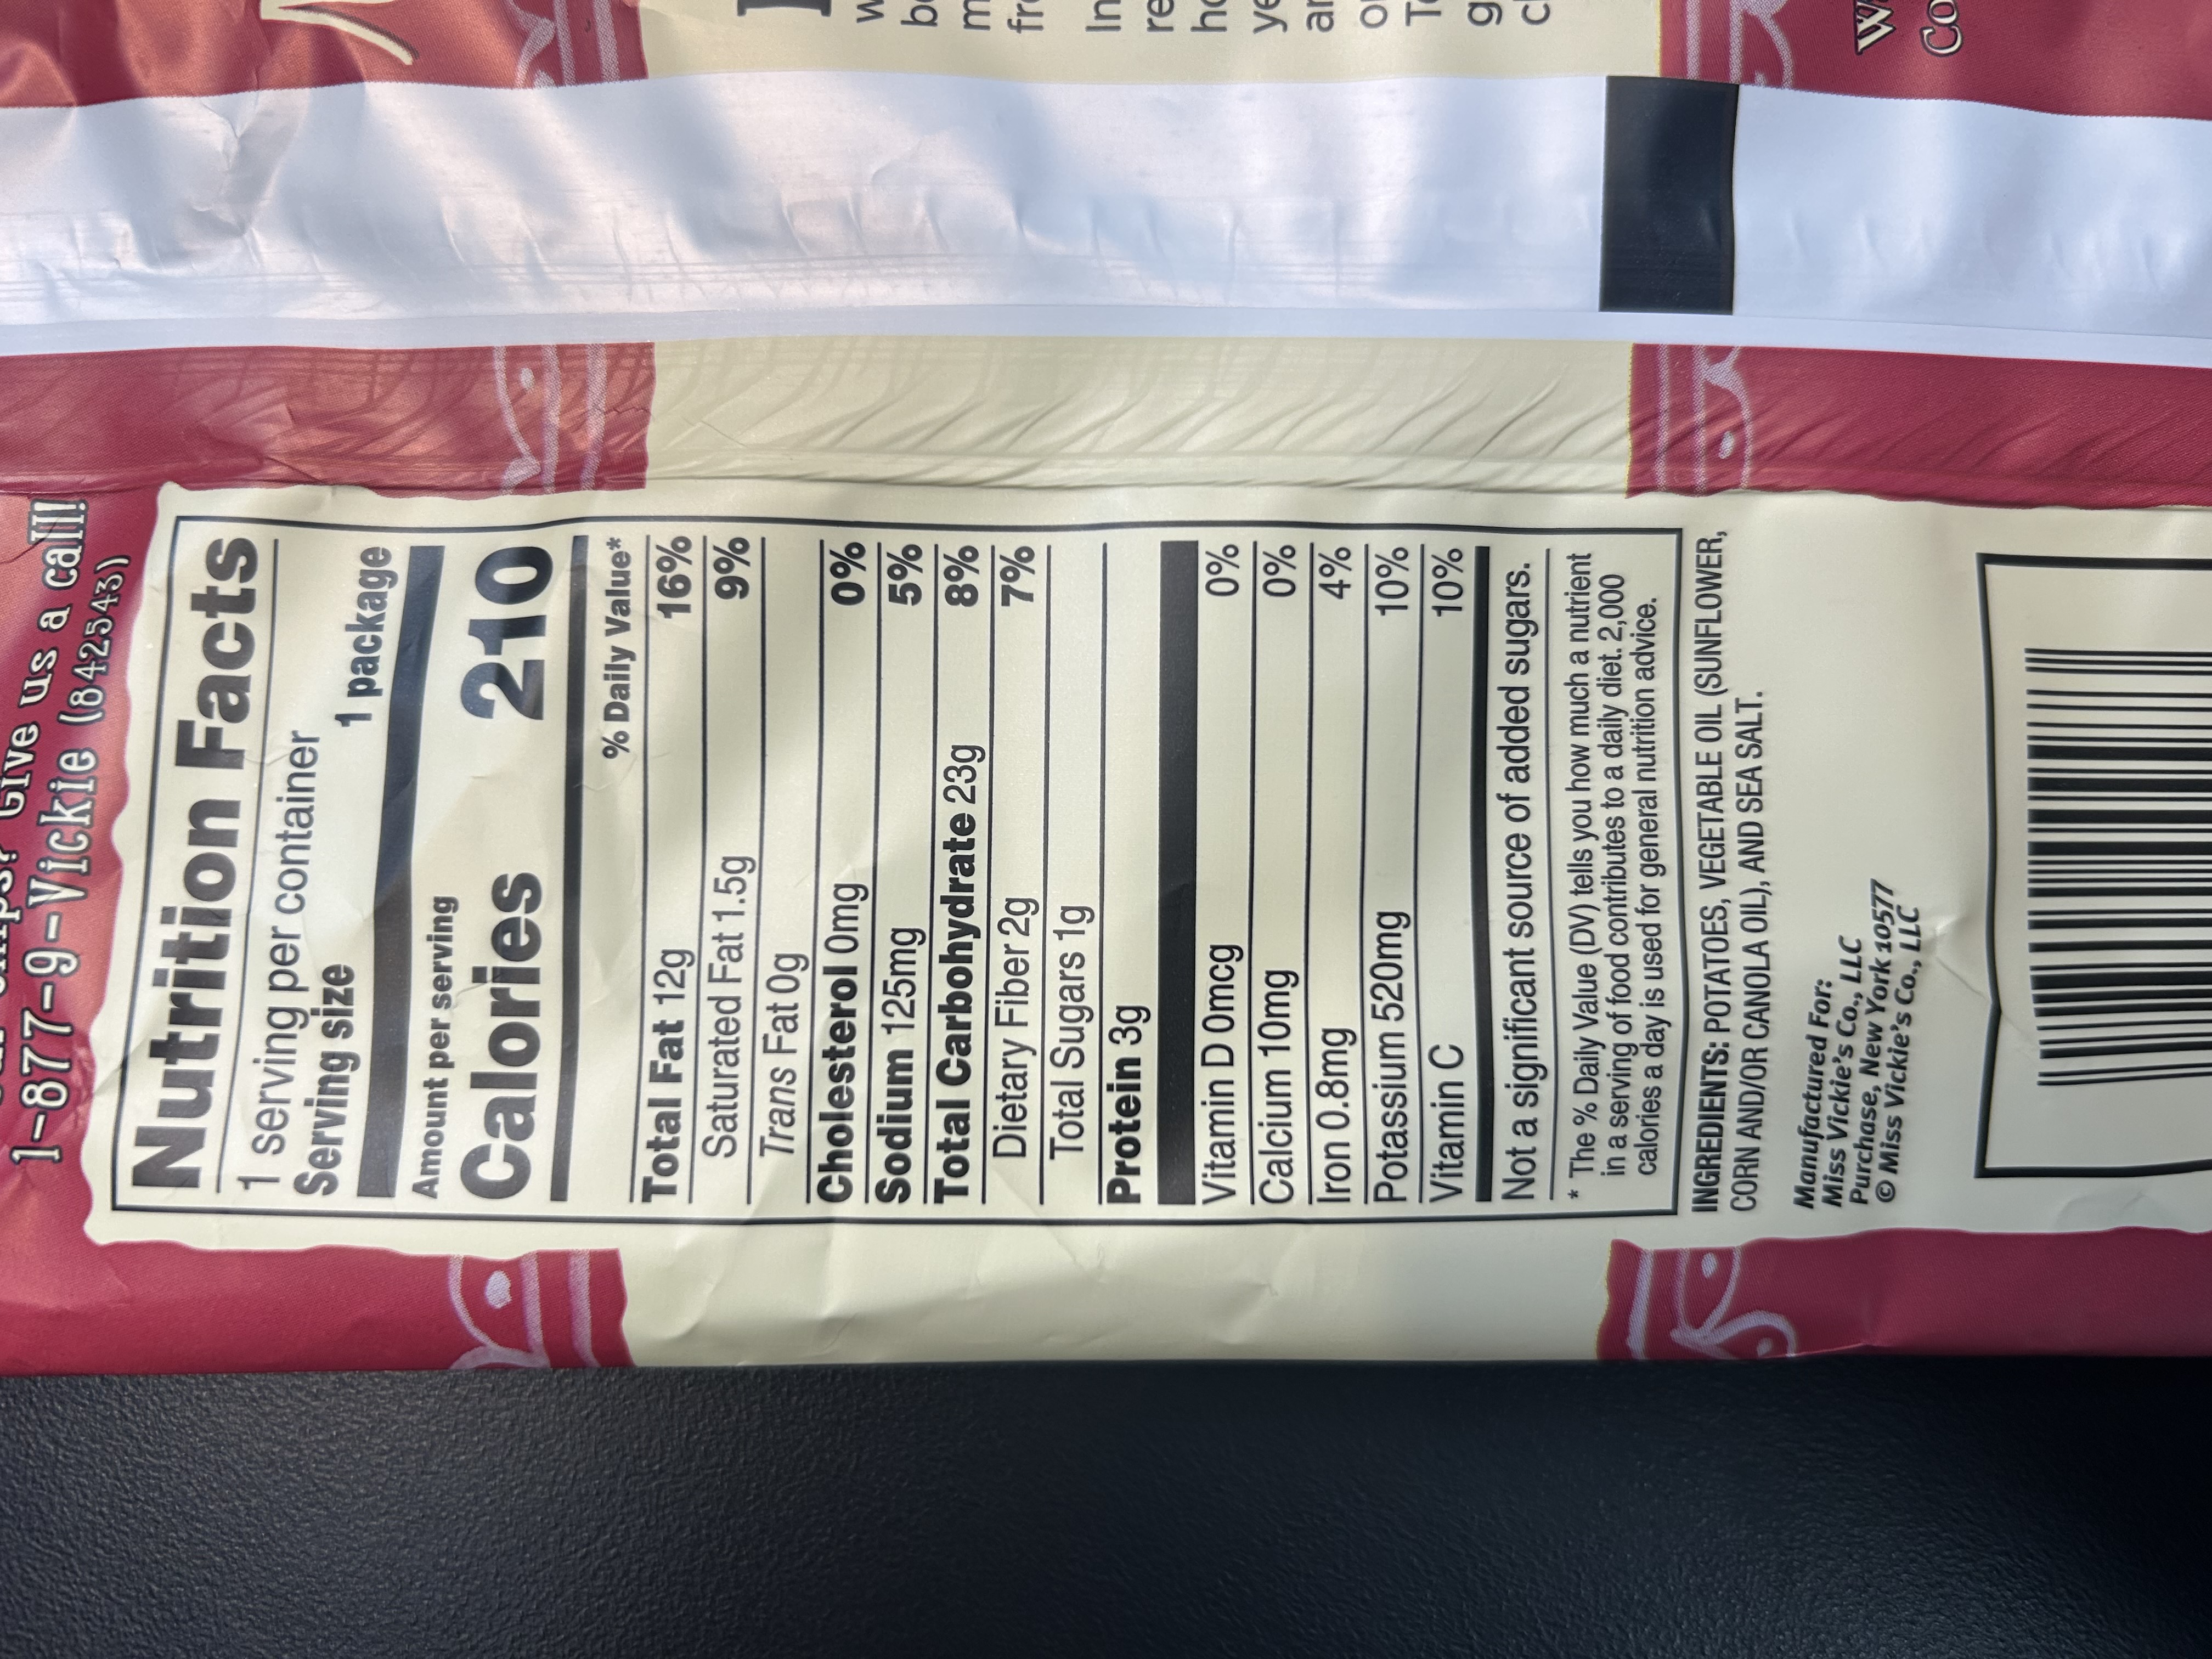 Give us a call!
1-877-9-Vickie (842543)
Nutrition Facts
1 serving per container
Serving size 1 package
Amount per serving
Calories 210
% Daily Value*
Total Fat 12g 16%
Saturated Fat 1.5g 9%
Trans Fat 0g
Cholesterol 0mg 0%
Sodium 125mg 5%
Total Carbohydrate 23g 8%
Dietary Fiber 2g 7%
Total Sugars 1g
Protein 3g
Vitamin D 0mcg 0%
Calcium 10mg 0%
Iron 0.8mg 4%
Potassium 520mg 10%
Vitamin C 10%
Not a significant source of added sugars.
* The % Daily Value (DV) tells you how much a nutrient
in a serving of food contributes to a daily diet. 2,000
calories a day is used for general nutrition advice.
INGREDIENTS: POTATOES, VEGETABLE OIL (SUNFLOWER,
CORN AND/OR CANOLA OIL), AND SEA SALT.
Manufactured For:
Miss Vickie's Co., LLC
Purchase, New York 10577
© Miss Vickie's Co., LLC